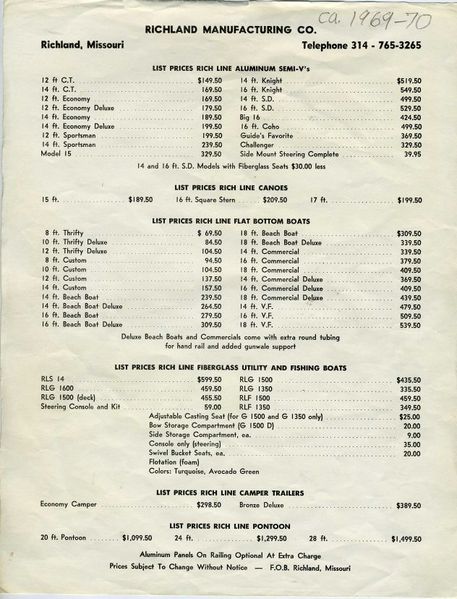 ca. 1969-70
RICHLAND MANUFACTURING CO.
Richland, Missouri Telephone 314 - 765-3265
LIST PRICES RICH LINE ALUMINUM SEMI-V's
12 ft C.T. $149.50 14 ft. Knight $519.50
14 ft. C.T. 169.50 16 ft. Knight 549.50
12 ft. Economy 169.50 14 ft. S.D. 499.50
12 ft. Economy Deluxe 179.50 16 ft. S.D. 529.50
14 ft. Economy 189.50 Big 16 424.50
14 ft. Economy Deluxe 199.50 16 ft. Coho 499.50
12 ft. Sportsman 199.50 Guide's Favorite 369.50
14 ft. Sportsman 239.50 Challenger 329.50
Model 15 329.50 Side Mount Steering Complete 39.95
14 and 16 ft. S.D. Models with Fiberglass Seats $30.00 less
LIST PRICES RICH LINE CANOES
15 ft. $189.50 16 ft. Square Stern $209.50 17 ft. $199.50
LIST PRICES RICH LINE FLAT BOTTOM BOATS
8 ft. Thrifty $ 69.50 18 ft. Beach Boat $309.50
10 ft. Thrifty Deluxe 84.50 18 ft. Beach Boat Deluxe 339.50
12 ft. Thrifty Deluxe 104.50 14 ft. Commercial 339.50
8 ft. Custom 94.50 16 ft. Commercial 379.50
10 ft. Custom 104.50 18 ft. Commercial 409.50
12 ft. Custom 137.50 14 ft. Commercial Deluxe 369.50
14 ft. Custom 157.50 16 ft. Commercial Deluxe 409.50
14 ft. Beach Boat 239.50 18 ft. Commercial Deluxe 439.50
14 ft. Beach Boat Deluxe 264.50 14 ft. V.F. 479.50
16 ft. Beach Boat 279.50 16 ft. V.F. 509.50
16 ft. Beach Boat Deluxe 309.50 18 ft. V.F. 539.50
Deluxe Beach Boats and Commercials come with extra round tubing
for hand rail and added gunwale support
LIST PRICES RICH LINE FIBERGLASS UTILITY AND FISHING BOATS
RLS 14 $599.50 RLG 1500 $435.50
RLG 1600 459.50 RLG 1350 335.50
RLG 1500 (deck) 455.50 RLF 1500 459.50
Steering Console and Kit 59.00 RLF 1350 349.50
Adjustable Casting Seat (for G 1500 and G 1350 only) $25.00
Bow Storage Compartment (G 1500 D) 20.00
Side Storage Compartment, ea. 9.00
Console only (steering) 35.00
Swivel Bucket Seats, ea. 20.00
Flotation (foam)
Colors: Turquoise, Avocado Green
LIST PRICES RICH LINE CAMPER TRAILERS
Economy Camper $298.50 Bronze Deluxe $389.50
LIST PRICES RICH LINE PONTOON
20 ft. Pontoon $1,099.50 24 ft. $1,299.50 28 ft. $1,499.50
Aluminum Panels On Railing Optional At Extra Charge
Prices Subject To Change Without Notice — F.O.B. Richland, Missouri